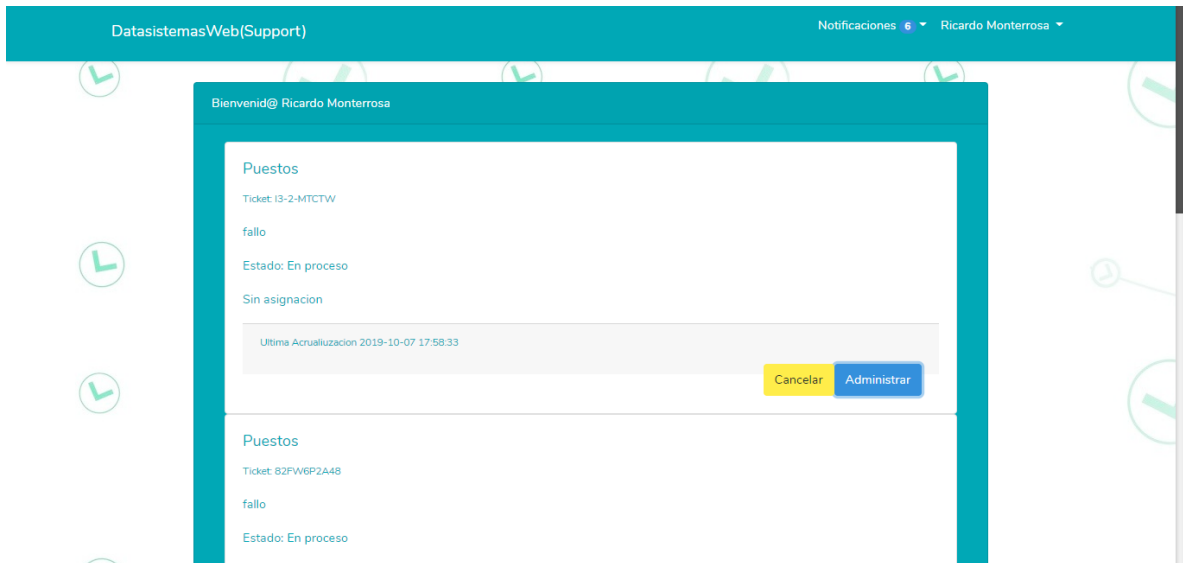 DatasistemasWeb(Support)
Notificaciones 6 Ricardo Monterrosa
Bienvenid@ Ricardo Monterrosa
Puestos
Ticket: I3-2-MTCTW
fallo
Estado: En proceso
Sin asignacion
Ultima Acrualiuzacion 2019-10-07 17:58:33
Cancelar Administrar
Puestos
Ticket: 82FW6P2A48
fallo
Estado: En proceso